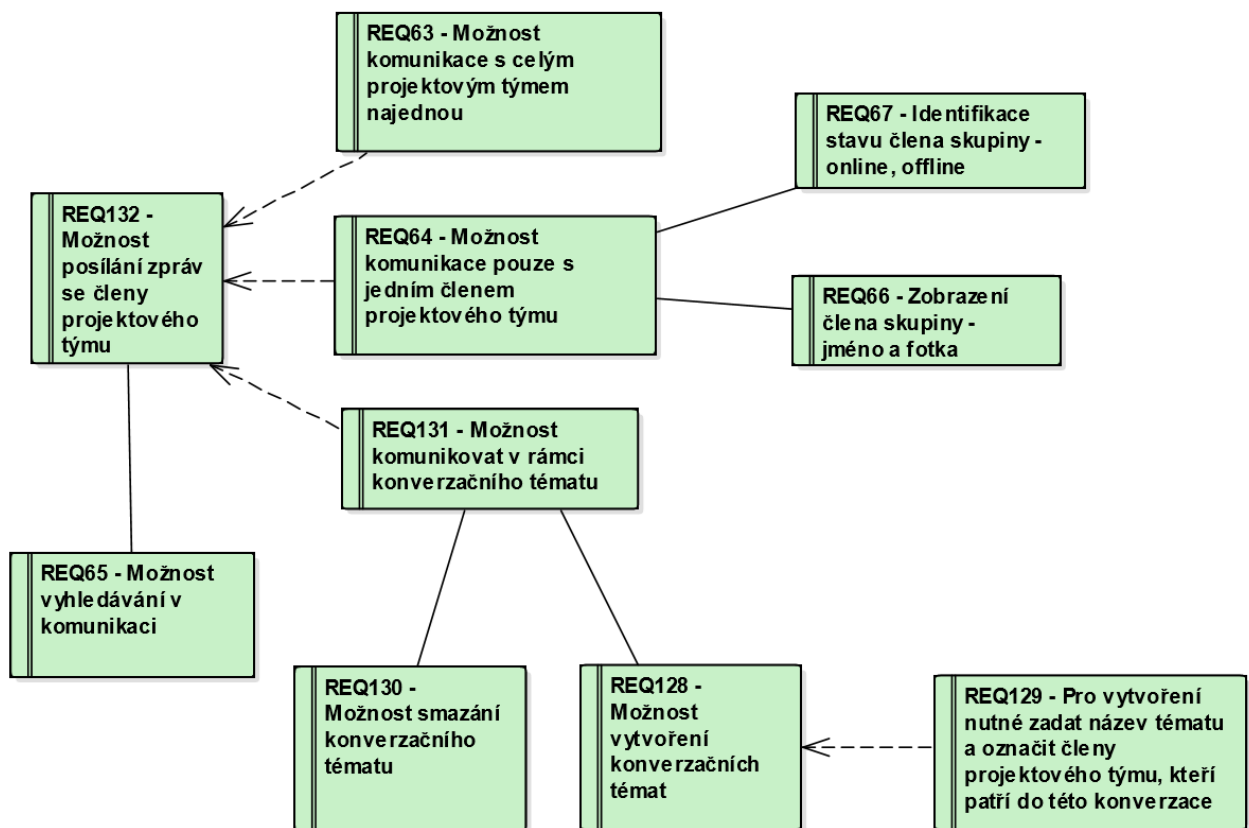 REQ63 - Možnost
komunikace s celým
projektovým týmem
najednou
REQ67 - Identifikace
stavu člena skupiny -
online, offline
REQ132 -
Možnost
posílání zpráv
se členy
projektového
týmu
REQ64 - Možnost
komunikace pouze s
jedním členem
projektového týmu
REQ66 - Zobrazení
člena skupiny -
jméno a fotka
REQ131 - Možnost
komunikovat v rámci
konverzačního tématu
REQ65 - Možnost
vyhledávání v
komunikaci
REQ130 -
Možnost smazání
konverzačního
tématu
REQ128 -
Možnost
vytvoření
konverzačních
témat
REQ129 - Pro vytvoření
nutné zadat název tématu
a označit členy
projektového týmu, kteří
patří do této konverzace